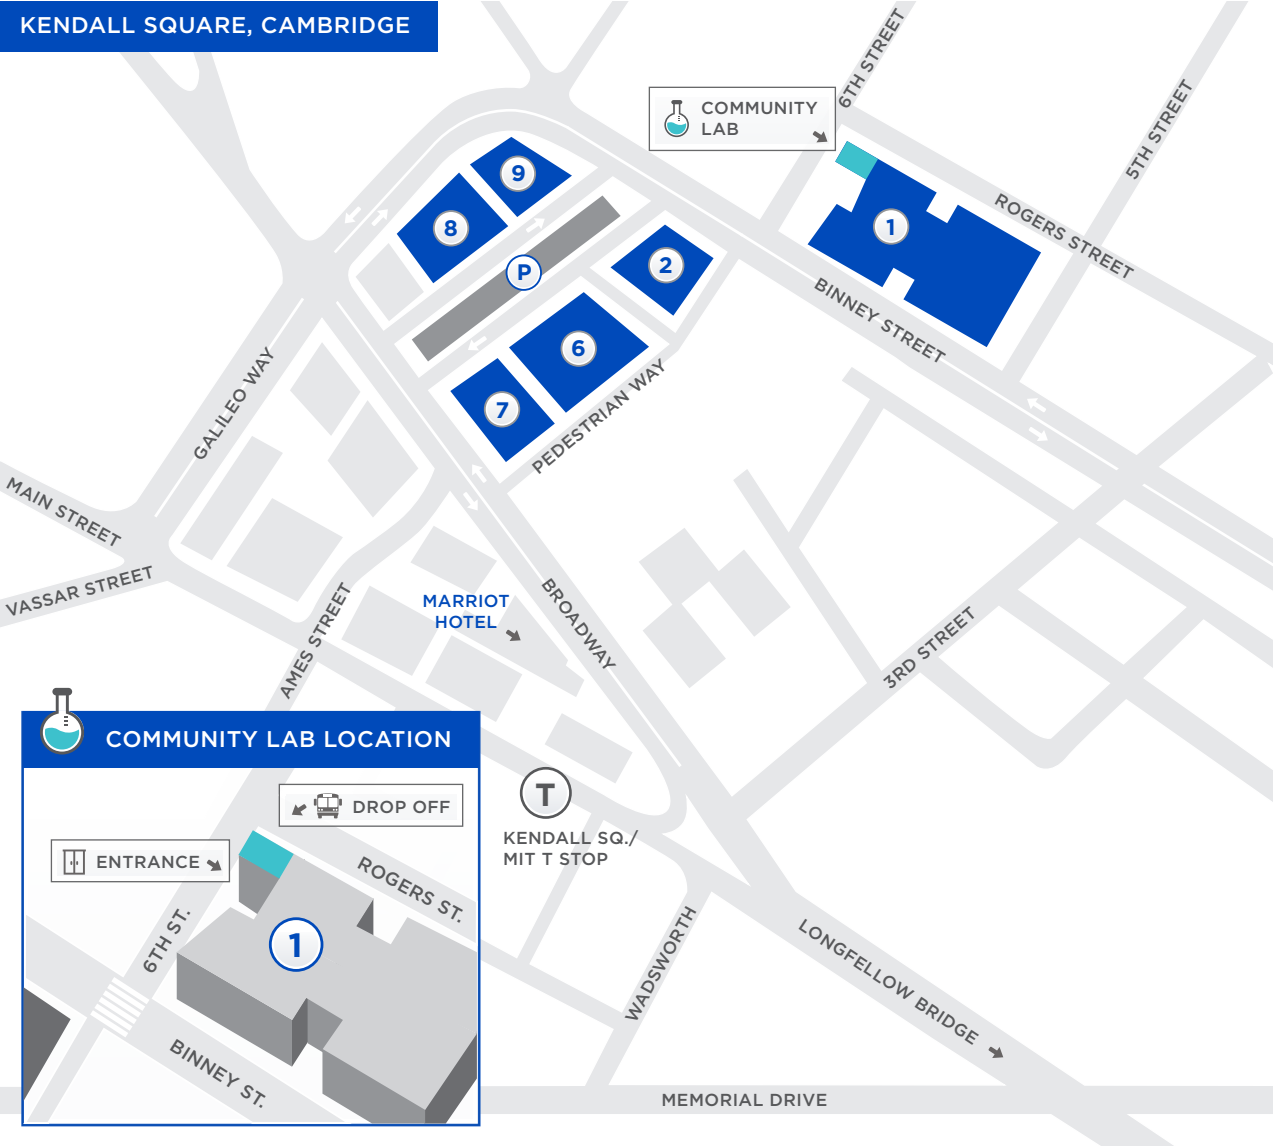 KENDALL SQUARE, CAMBRIDGE
6TH STREET
COMMUNITY
LAB
5TH STREET
9
8
1
ROGERS STREET
P
2
BINNEY STREET
6
7
PEDESTRIAN WAY
GALILEO WAY
MAIN STREET
VASSAR STREET
AMES STREET
MARRIOT
HOTEL
BROADWAY
3RD STREET
COMMUNITY LAB LOCATION
DROP OFF
ENTRANCE
ROGERS ST.
1
6TH ST.
BINNEY ST.
T
KENDALL SQ./
MIT T STOP
WADSWORTH
LONGFELLOW BRIDGE
MEMORIAL DRIVE